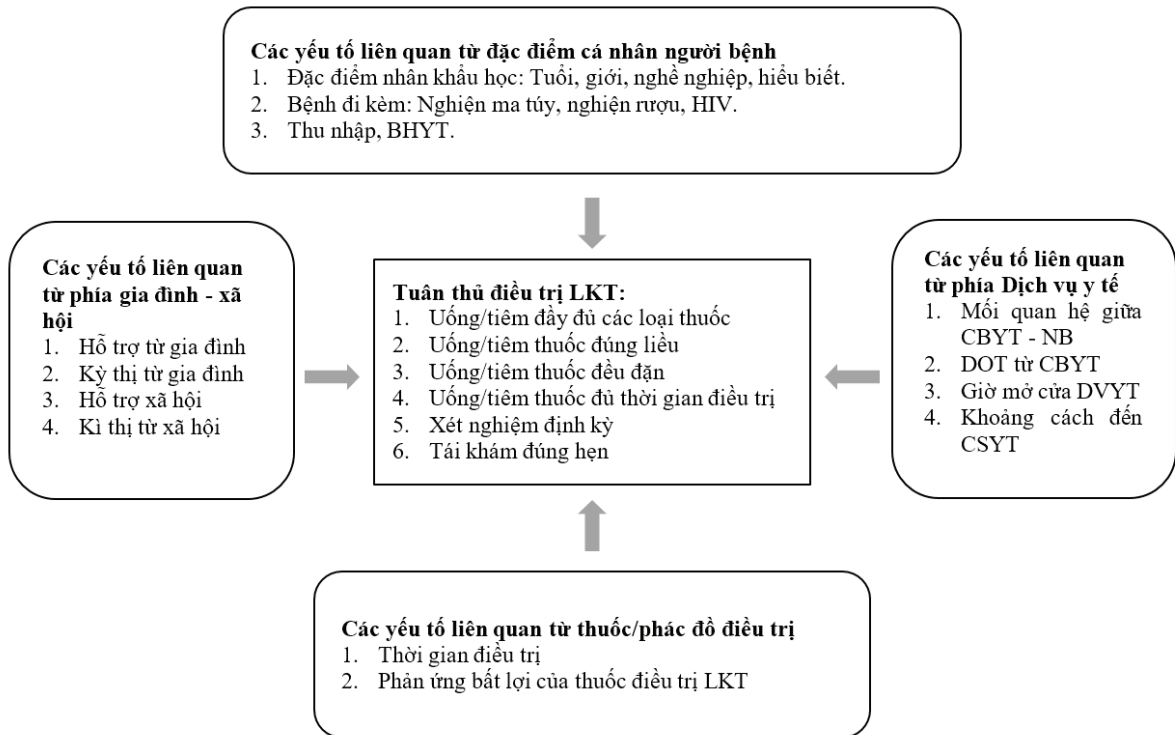 Các yếu tố liên quan từ đặc điểm cá nhân người bệnh
1. Đặc điểm nhân khẩu học: Tuổi, giới, nghề nghiệp, hiểu biết.
2. Bệnh đi kèm: Nghiện ma túy, nghiện rượu, HIV.
3. Thu nhập, BHYT.
Các yếu tố liên quan
từ phía gia đình - xã
hội
1. Hỗ trợ từ gia đình
2. Kỳ thị từ gia đình
3. Hỗ trợ xã hội
4. Kì thị từ xã hội
Tuân thủ điều trị LKT:
1. Uống/tiêm đầy đủ các loại thuốc
2. Uống/tiêm thuốc đúng liều
3. Uống/tiêm thuốc đều đặn
4. Uống/tiêm thuốc đủ thời gian điều trị
5. Xét nghiệm định kỳ
6. Tái khám đúng hẹn
Các yếu tố liên quan
từ phía Dịch vụ y tế
1. Mối quan hệ giữa
CBYT - NB
2. DOT từ CBYT
3. Giờ mở cửa DVYT
4. Khoảng cách đến
CSYT
Các yếu tố liên quan từ thuốc/phác đồ điều trị
1. Thời gian điều trị
2. Phản ứng bất lợi của thuốc điều trị LKT